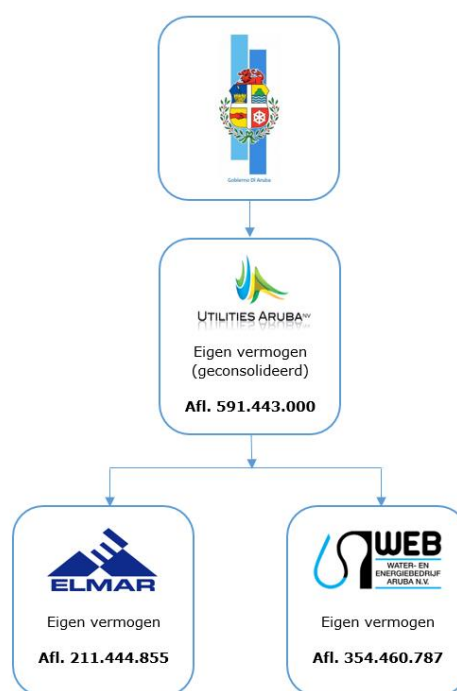 Gobierno Di Aruba
UTILITIES ARUBA NV
Eigen vermogen
(geconsolideerd)
Afl. 591.443.000
ELMAR
Eigen vermogen
Afl. 211.444.855
WEB
WATER- EN
ENERGIEBEDRIJF
ARUBA N.V.
Eigen vermogen
Afl. 354.460.787